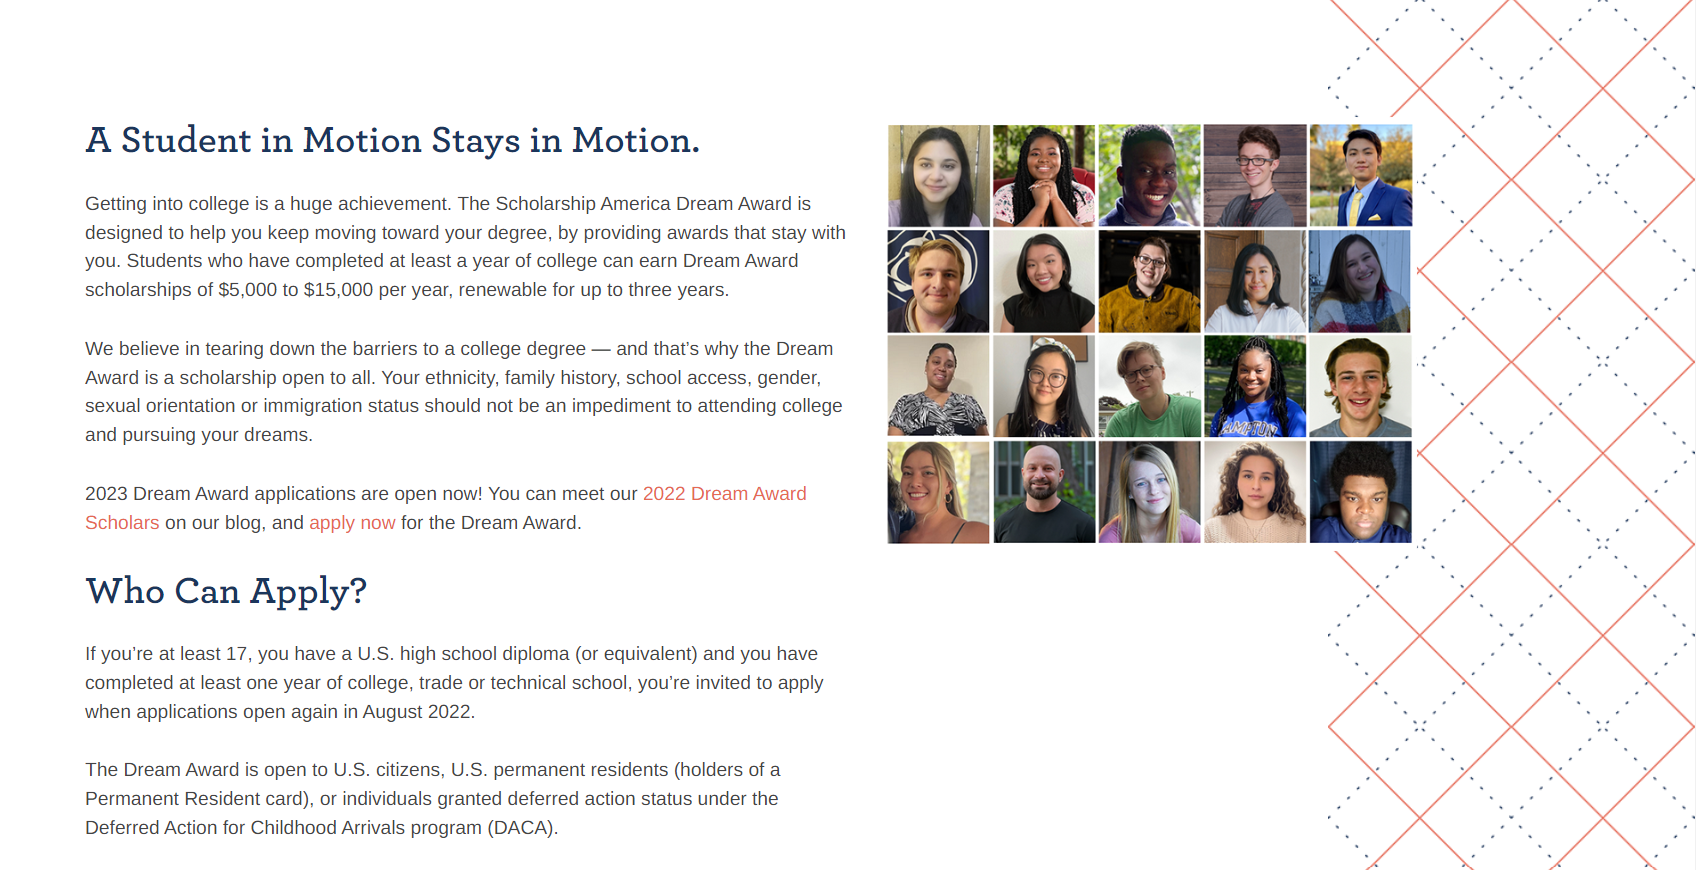 A Student in Motion Stays in Motion.
Getting into college is a huge achievement. The Scholarship America Dream Award is
designed to help you keep moving toward your degree, by providing awards that stay with
you. Students who have completed at least a year of college can earn Dream Award
scholarships of $5,000 to $15,000 per year, renewable for up to three years.
We believe in tearing down the barriers to a college degree — and that’s why the Dream
Award is a scholarship open to all. Your ethnicity, family history, school access, gender,
sexual orientation or immigration status should not be an impediment to attending college
and pursuing your dreams.
2023 Dream Award applications are open now! You can meet our 2022 Dream Award
Scholars on our blog, and apply now for the Dream Award.
Who Can Apply?
If you’re at least 17, you have a U.S. high school diploma (or equivalent) and you have
completed at least one year of college, trade or technical school, you’re invited to apply
when applications open again in August 2022.
The Dream Award is open to U.S. citizens, U.S. permanent residents (holders of a
Permanent Resident card), or individuals granted deferred action status under the
Deferred Action for Childhood Arrivals program (DACA).